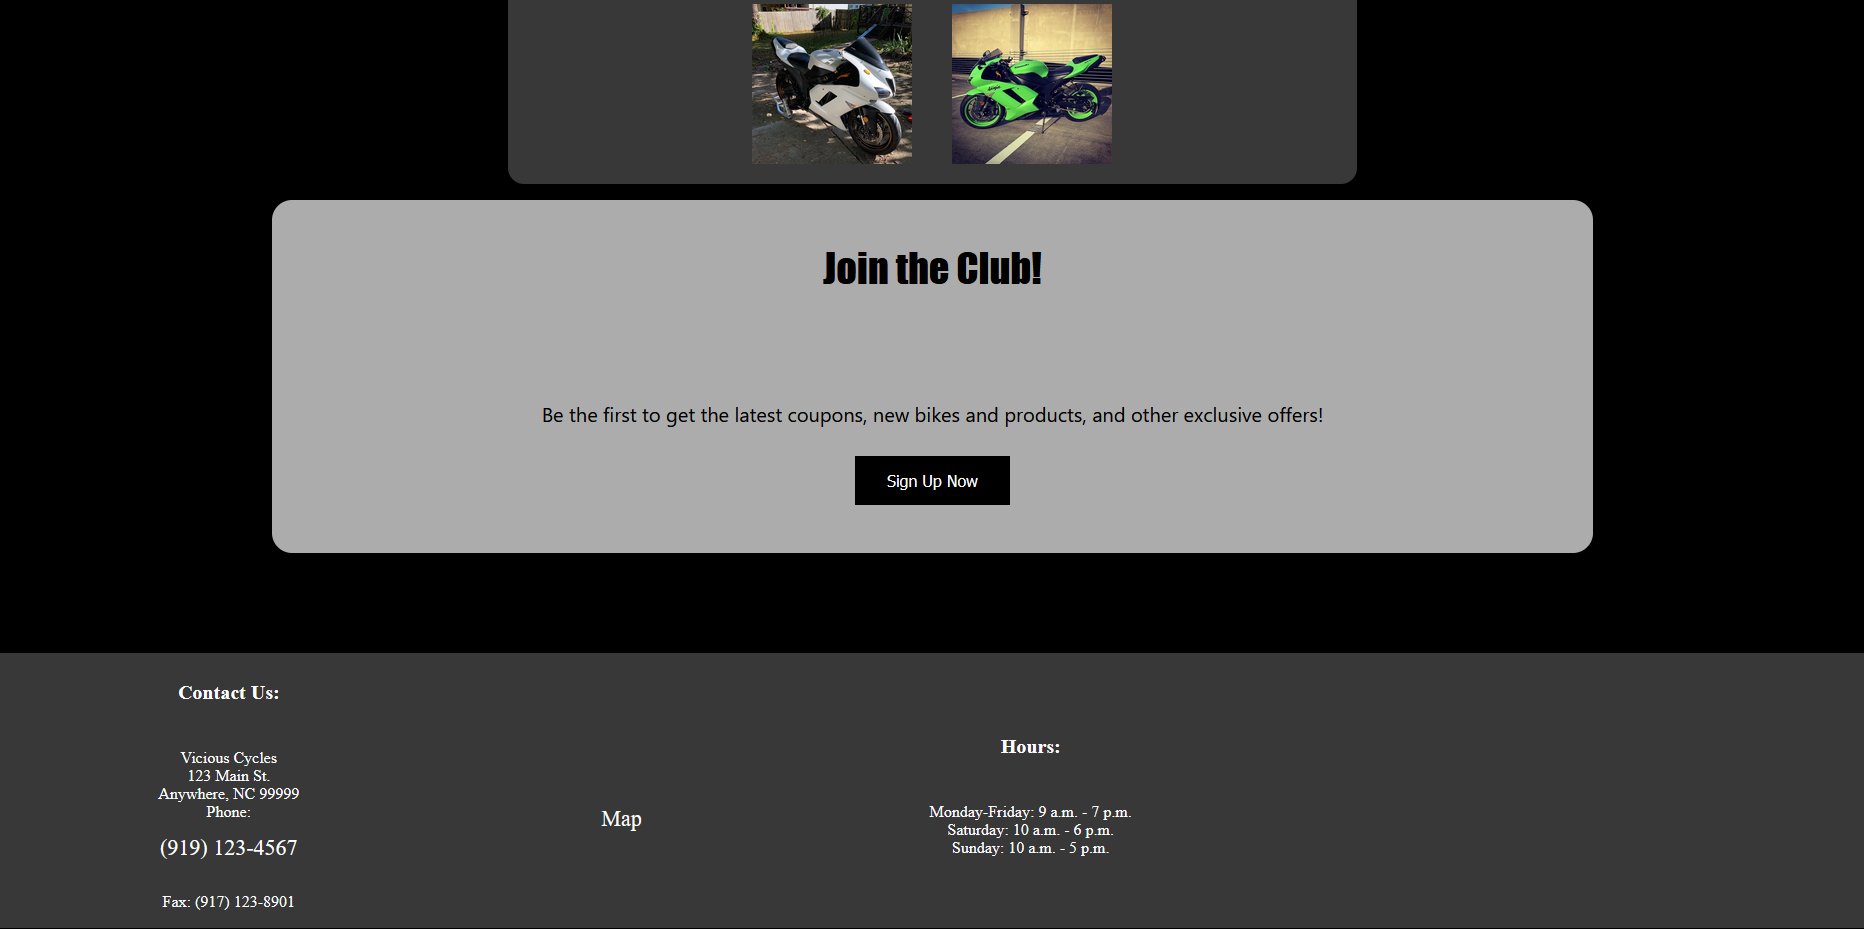 Ninja
Join the Club!
Be the first to get the latest coupons, new bikes and products, and other exclusive offers!
Sign Up Now
Contact Us:
Vicious Cycles
123 Main St.
Anywhere, NC 99999
Phone:
(919) 123-4567
Fax: (917) 123-8901
Map
Hours:
Monday-Friday: 9 a.m. - 7 p.m.
Saturday: 10 a.m. - 6 p.m.
Sunday: 10 a.m. - 5 p.m.